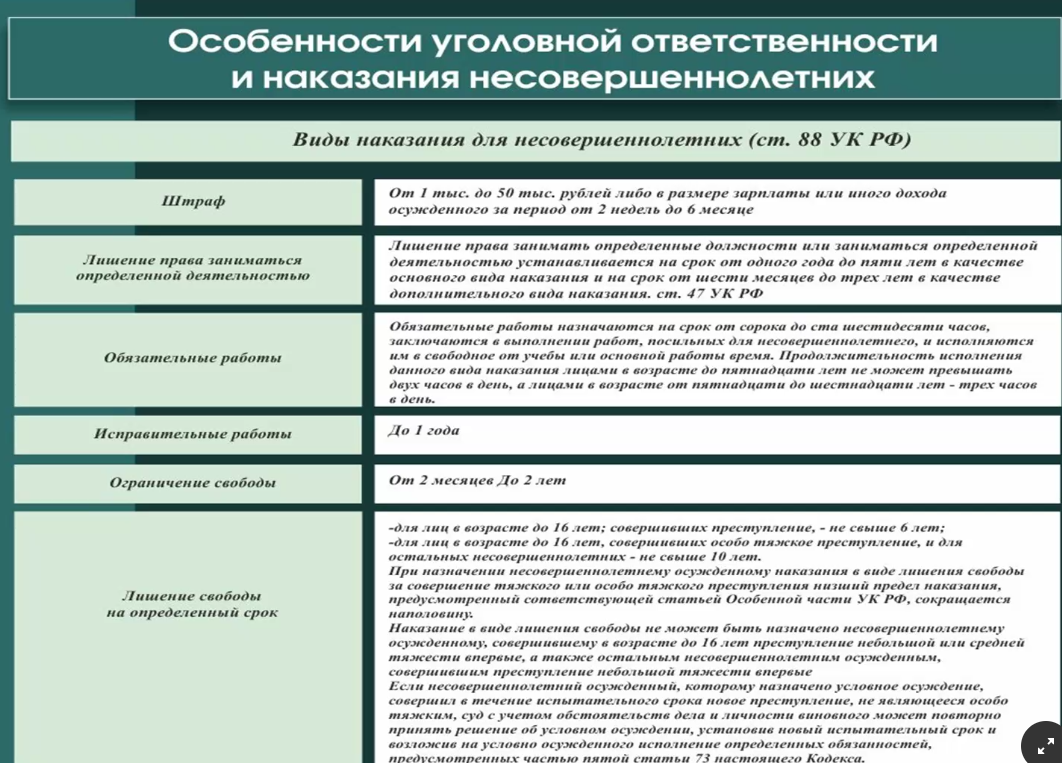 Особенности уголовной ответственности
и наказания несовершеннолетних
Виды наказания для несовершеннолетних (ст. 88 УК РФ)
Штраф
От 1 тыс. до 50 тыс. рублей либо в размере зарплаты или иного дохода
осужденного за период от 2 недель до 6 месяце
Лишение права заниматься
определенной деятельностью
Лишение права занимать определенные должности или заниматься определенной
деятельностью устанавливается на срок от одного года до пяти лет в качестве
основного вида наказания и на срок от шести месяцев до трех лет в качестве
дополнительного вида наказания. ст. 47 УК РФ
Обязательные работы
Обязательные работы назначаются на срок от сорока до ста шестидесяти часов,
заключаются в выполнении работ, посильных для несовершеннолетнего, и исполняются
им в свободное от учебы или основной работы время. Продолжительность исполнения
данного вида наказания лицами в возрасте до пятнадцати лет не может превышать
двух часов в день, а лицами в возрасте от пятнадцати до шестнадцати лет - трех часов
в день.
Исправительные работы
До 1 года
Ограничение свободы
От 2 месяцев До 2 лет
Лишение свободы
на определенный срок
-для лиц в возрасте до 16 лет; совершивших преступление, - не свыше 6 лет;
-для лиц в возрасте до 16 лет, совершивших особо тяжкое преступление, и для
остальных несовершеннолетних - не свыше 10 лет.
При назначении несовершеннолетнему осужденному наказания в виде лишения свободы
за совершение тяжкого или особо тяжкого преступления низший предел наказания,
предусмотренный сответствующей статьей Особенной части УК РФ, сокращается
наполовину.
Наказание в виде лишения свободы не может быть назначено несовершеннолетнему
осужденному, совершившему в возрасте до 16 лет преступление небольшой или средней
тяжести впервые, а также остальным несовершеннолетним осужденным,
совершившим преступление небольшой тяжести впервые
Если несовершеннолетний осужденный, которому назначено условное осуждение,
совершил в течение испытательного срока новое преступление, не являющееся особо
тяжким, суд с учетом обстоятельств дела и личности виновного может повторно
принять решение об условном осуждении, установив новый испытательный срок и
возложив на условно осужденного исполнение определенных обязанностей,
предусмотренных частью пятой статьи 73 настоящего Кодекса.